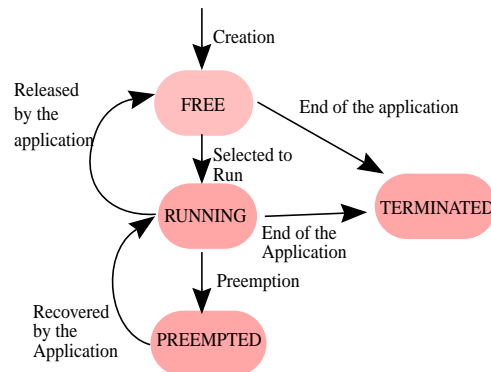 Creation
Released
by the
application
FREE
End of the application
Selected to
Run
RUNNING
TERMINATED
End of the
Application
Preemption
Recovered
by the
Application
PREEMPTED